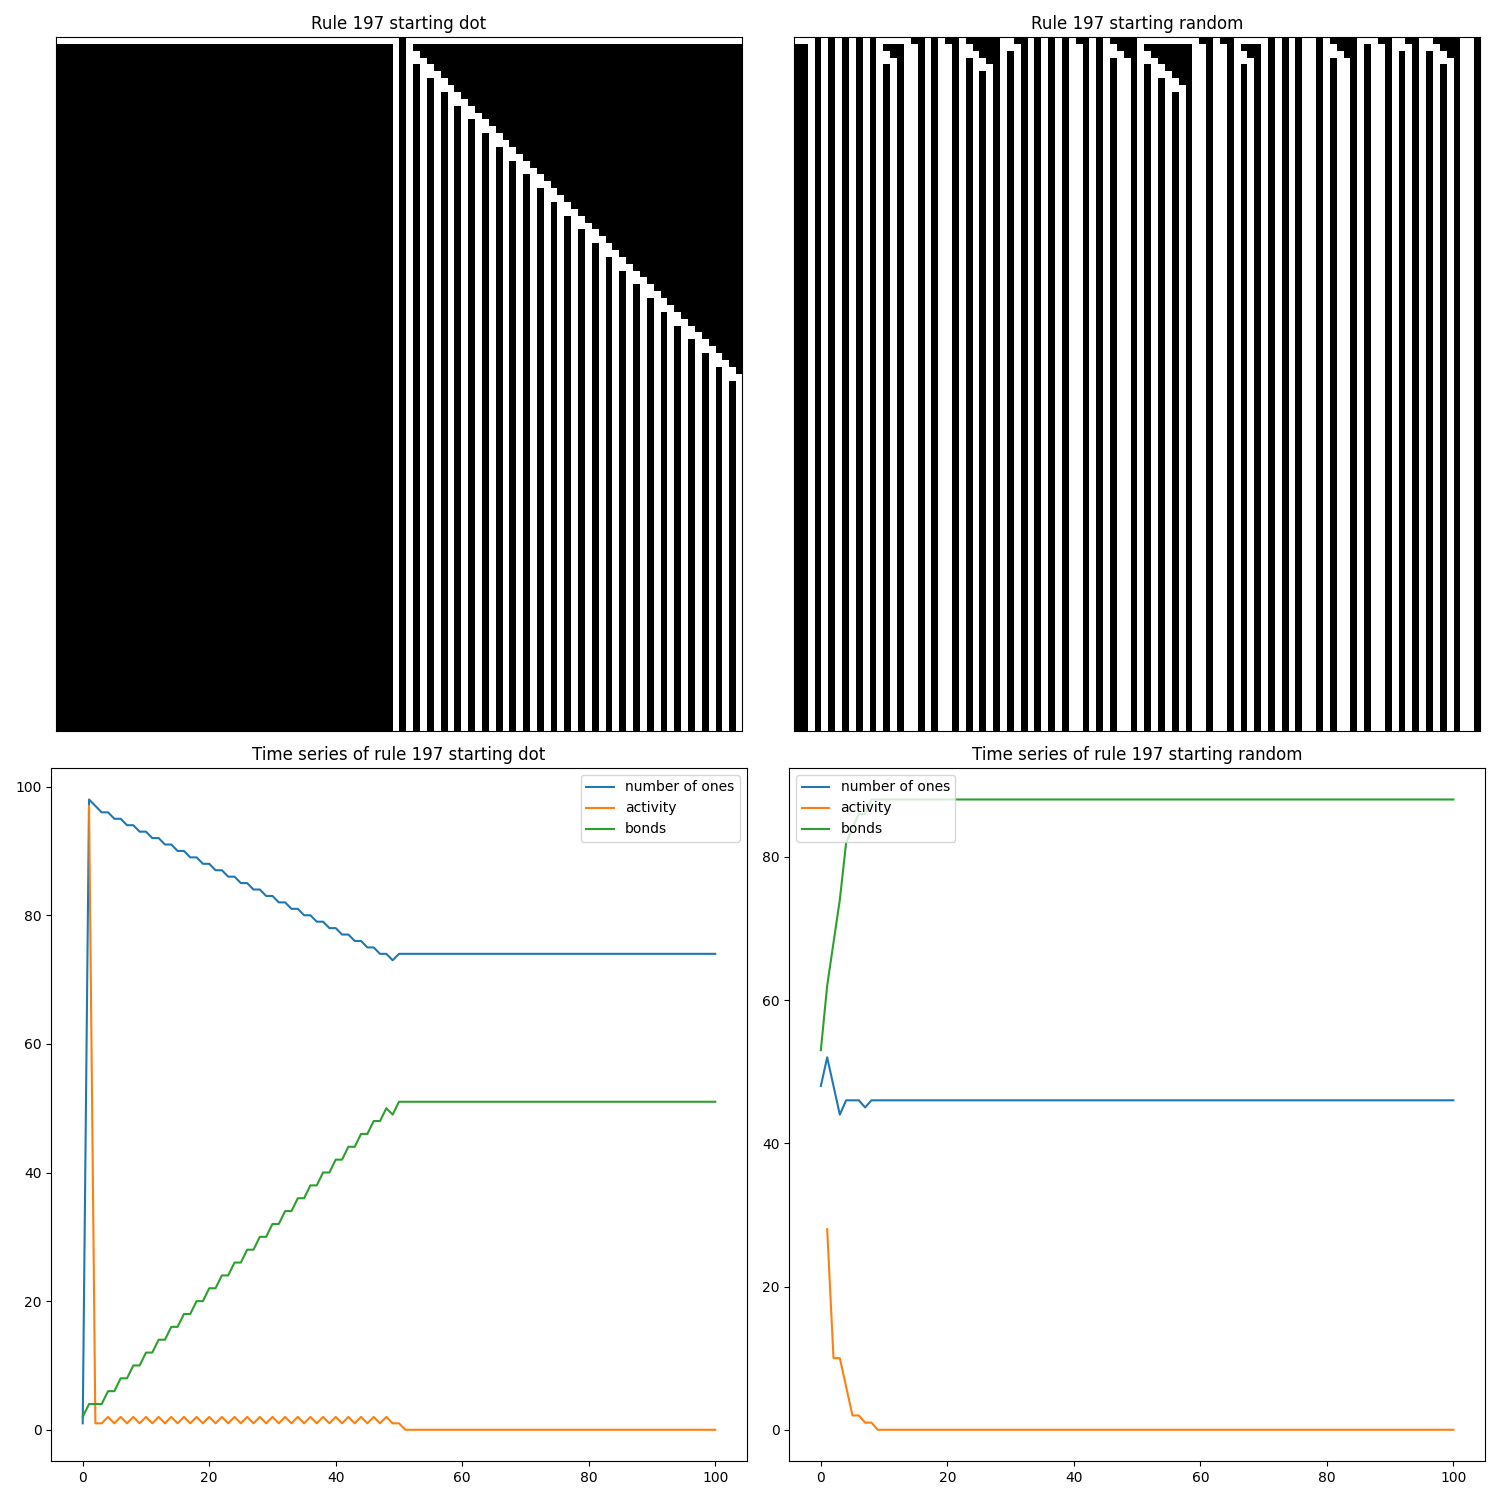 Rule 197 starting dot
Rule 197 starting random
Time series of rule 197 starting dot
100
80
60
40
20
0
0 20 40 60 80 100
number of ones
activity
bonds
Time series of rule 197 starting random
80
60
40
20
0
0 20 40 60 80 100
number of ones
activity
bonds